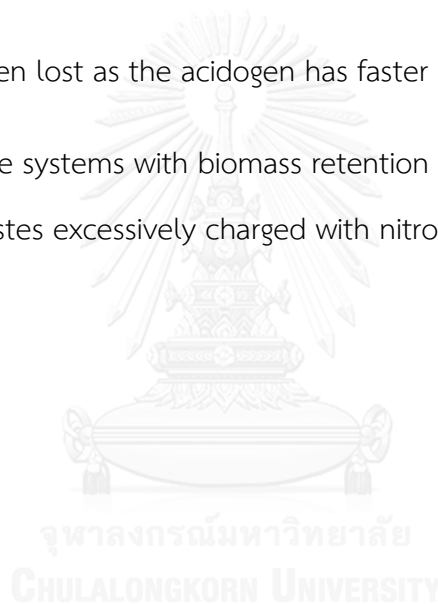 en lost as the acidogen has faster
e systems with biomass retention
stes excessively charged with nitro
จุฬาลงกรณ์มหาวิทยาลัย
CHULALONGKORN UNIVERSITY